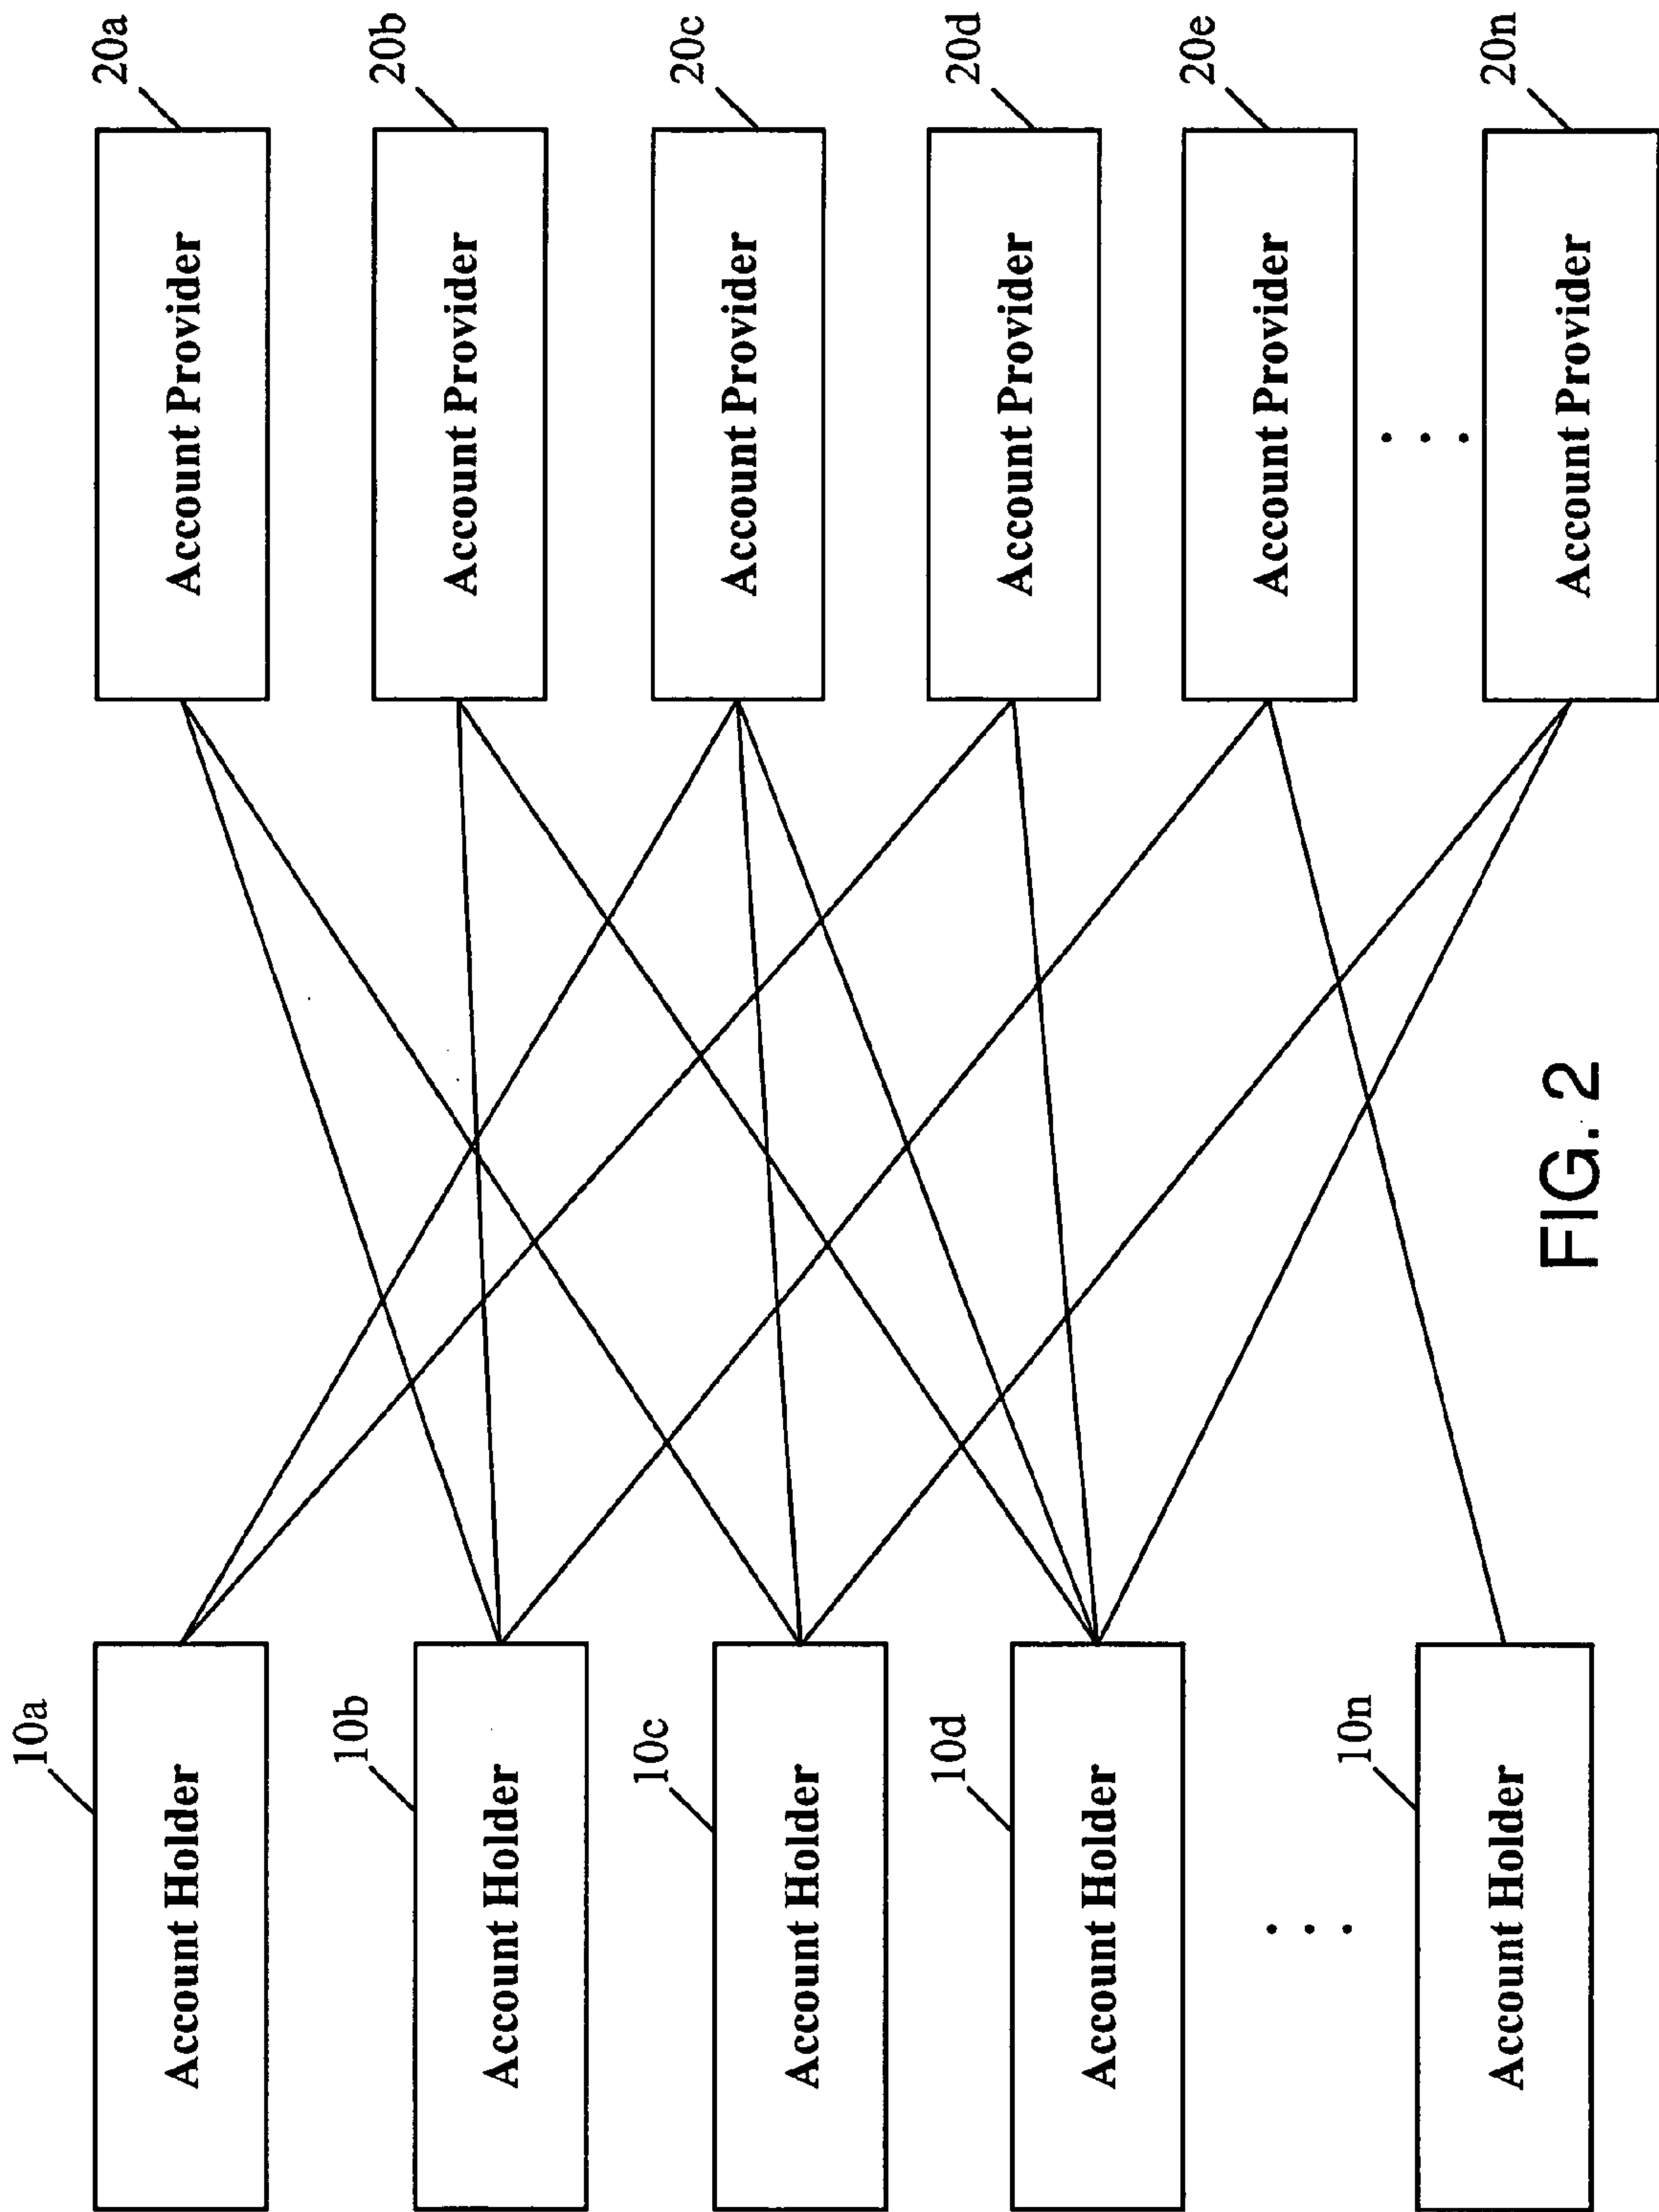 10a
Account Holder
10b
Account Holder
10c
Account Holder
10d
Account Holder
. . .
10n
Account Holder
20a
Account Provider
20b
Account Provider
20c
Account Provider
20d
Account Provider
20e
Account Provider
. . .
20n
Account Provider
FIG. 2